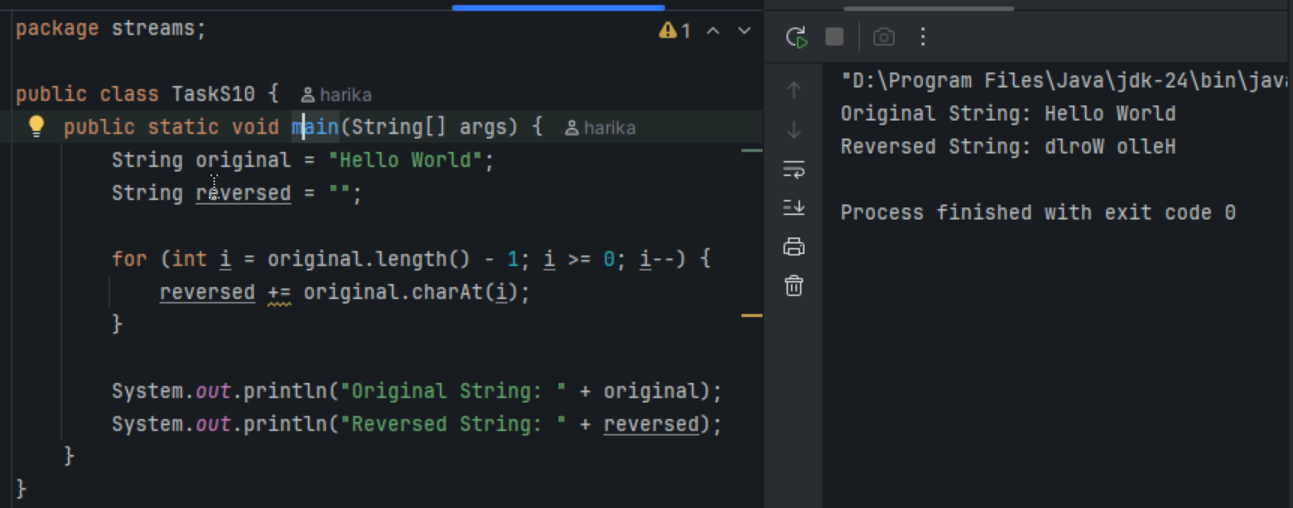 package streams;
1
public class TaskS10 { harika
public static void main(String[] args) { harika
String original = "Hello World";
String reversed = "";
for (int i = original.length() - 1; i >= 0; i--) {
reversed += original.charAt(i);
}
System.out.println("Original String: " + original);
System.out.println("Reversed String: " + reversed);
}
}
"D:\Program Files\Java\jdk-24\bin\java
Original String: Hello World
Reversed String: dlroW olleH
Process finished with exit code 0